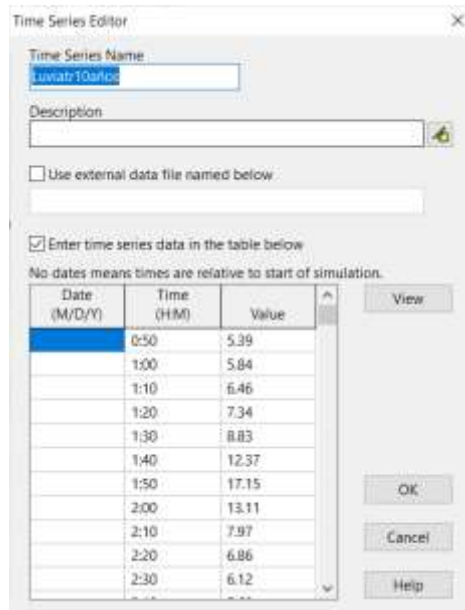 Time Series Editor
Time Series Name
Luviatr10años
Description
Use external data file named below
Enter time series data in the table below
No dates means times are relative to start of simulation.
Date (M/D/Y) Time (H:M) Value
View
0:50 5.39
1:00 5.84
1:10 6.46
1:20 7.34
1:30 8.83
1:40 12.37
1:50 17.15
2:00 13.11
2:10 7.97
2:20 6.86
2:30 6.12
OK
Cancel
Help